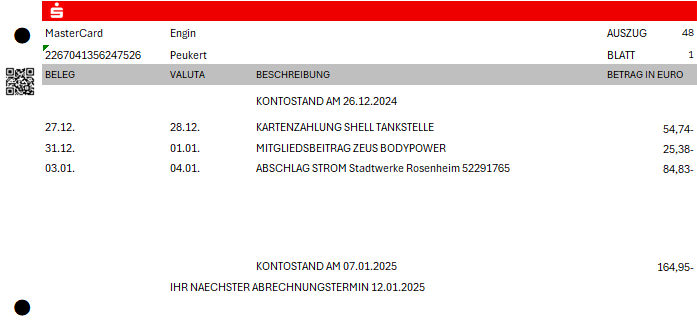 MasterCard Engin AUSZUG 48
2267041356247526 Peukert BLATT 1
BELEG VALUTA BESCHREIBUNG BETRAG IN EURO
KONTOSTAND AM 26.12.2024
27.12. 28.12. KARTENZAHLUNG SHELL TANKSTELLE 54,74-
31.12. 01.01. MITGLIEDSBEITRAG ZEUS BODYPOWER 25,38-
03.01. 04.01. ABSCHLAG STROM Stadtwerke Rosenheim 52291765 84,83-
KONTOSTAND AM 07.01.2025 164,95-
IHR NAECHSTER ABRECHNUNGSTERMIN 12.01.2025